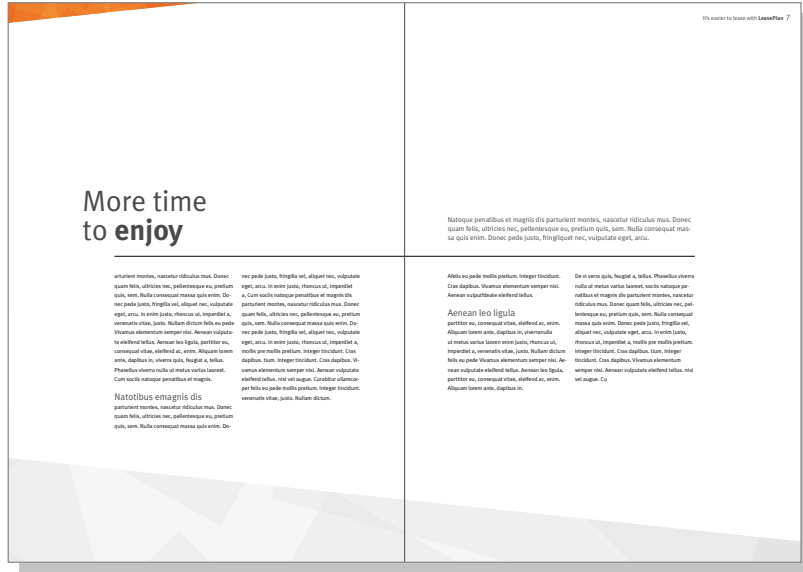 It's easier to lease with LeasePlan 7
More time
to enjoy
Natoque penatibus et magnis dis parturient montes, nascetur ridiculus mus. Donec
quam felis, ultricies nec, pellentesque eu, pretium quis, sem. Nulla consequat mas-
sa quis enim. Donec pede justo, fringilquet nec, vulputate eget, arcu.
arturient montes, nascetur ridiculus mus. Donec
quam felis, ultricies nec, pellentesque eu, pretium
quis, sem. Nulla consequat massa quis enim. Do-
nec pede justo, fringilla vel, aliquet nec, vulputate
eget, arcu. In enim justo, rhoncus ut, imperdiet a,
venenatis vitae, justo. Nullam dictum felis eu pede
Vivamus elementum semper nisi. Aenean vulputa-
te eleifend tellus. Aenean leo ligula, porttitor eu,
consequat vitae, eleifend ac, enim. Aliquam lorem
ante, dapibus in, viverra quis, feugiat a, tellus.
Phasellus viverra nulla ut metus varius laoreet.
Cum sociis natoque penatibus et magnis.
Natotibus emagnis dis
parturient montes, nascetur ridiculus mus. Donec
quam felis, ultricies nec, pellentesque eu, pretium
quis, sem. Nulla consequat massa quis enim. Do-
nec pede justo, fringilla vel, aliquet nec, vulputate
eget, arcu. In enim justo, rhoncus ut, imperdiet
a, Cum sociis natoque penatibus et magnis dis
parturient montes, nascetur ridiculus mus. Donec
quam felis, ultricies nec, pellentesque eu, pretium
quis, sem. Nulla consequat massa quis enim. Do-
nec pede justo, fringilla vel, aliquet nec, vulputate
eget, arcu. In enim justo, rhoncus ut, imperdiet a,
mollis pre mollis pretium. Integer tincidunt. Cras
dapibus. tium. Integer tincidunt. Cras dapibus. Vi-
vamus elementum semper nisi. Aenean vulputate
eleifend tellus. nisi vel augue. Curabitur ullamcor-
per felis eu pede mollis pretium. Integer tincidunt.
venenatis vitae, justo. Nullam dictum.
Afelis eu pede mollis pretium. Integer tincidunt.
Cras dapibus. Vivamus elementum semper nisi.
Aenean vulputfdeate eleifend tellus.
Aenean leo ligula
porttitor eu, consequat vitae, eleifend ac, enim.
Aliquam lorem ante, dapibus in, viverranulla
ut metus varius laoren enim justo, rhoncus ut,
imperdiet a, venenatis vitae, justo. Nullam dictum
felis eu pede Vivamus elementum semper nisi. Ae-
nean vulputate eleifend tellus. Aenean leo ligula,
porttitor eu, consequat vitae, eleifend ac, enim.
Aliquam lorem ante, dapibus in.
De vi verra quis, feugiat a, tellus. Phasellus viverra
nulla ut metus varius laoreet. sociis natoque pe-
natibus et magnis dis parturient montes, nascetur
ridiculus mus. Donec quam felis, ultricies nec, pel-
lentesque eu, pretium quis, sem. Nulla consequat
massa quis enim. Donec pede justo, fringilla vel,
aliquet nec, vulputate eget, arcu. In enim justo,
rhoncus ut, imperdiet a, mollis pretium.
Integer tincidunt. Cras dapibus. tium. Integer
tincidunt. Cras dapibus. Vivamus elementum
semper nisi. Aenean vulputate eleifend tellus. nisi
vel augue. Cu